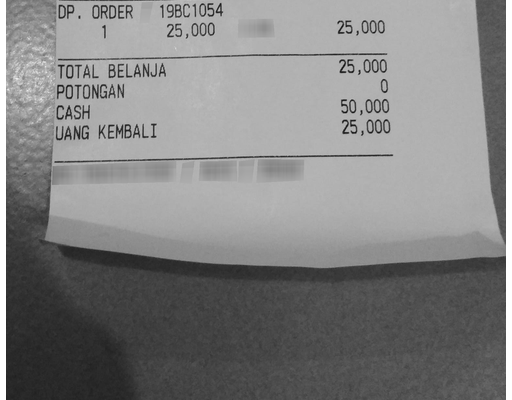 DP. ORDER 19BC1054
1 25,000 25,000
TOTAL BELANJA 25,000
POTONGAN 0
CASH 50,000
UANG KEMBALI 25,000